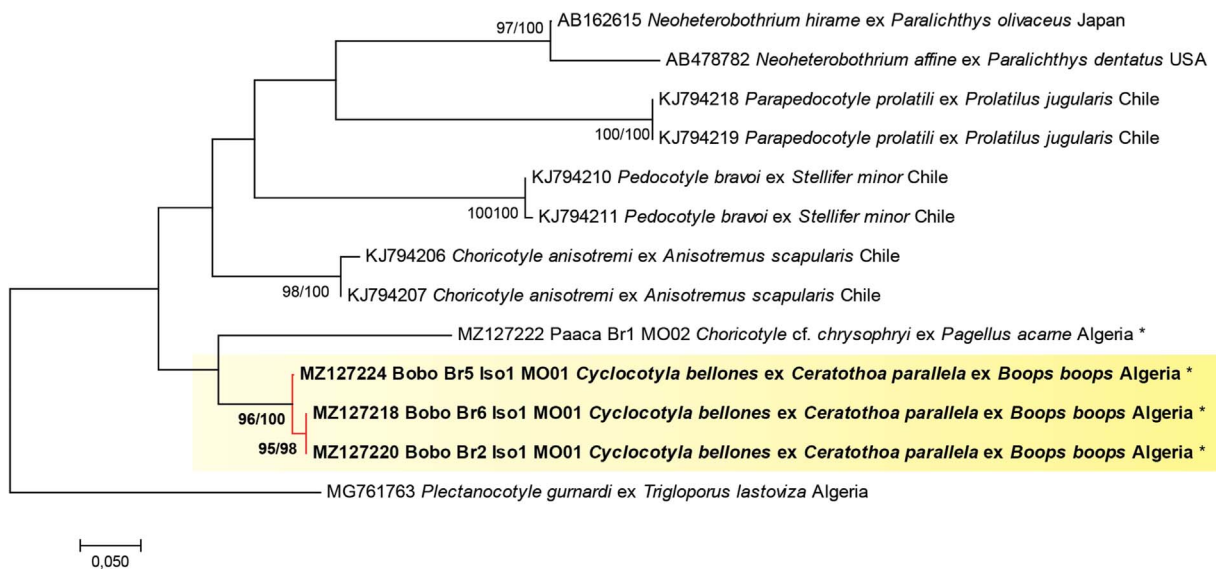 AB162615 Neoheterobothrium hirame ex Paralichthys olivaceus Japan
97/100
AB478782 Neoheterobothrium affine ex Paralichthys dentatus USA
KJ794218 Parapedocotyle prolatili ex Prolatilus jugularis Chile
100/100
KJ794219 Parapedocotyle prolatili ex Prolatilus jugularis Chile
KJ794210 Pedocotyle bravoi ex Stellifer minor Chile
100100
KJ794211 Pedocotyle bravoi ex Stellifer minor Chile
KJ794206 Choricotyle anisotremi ex Anisotremus scapularis Chile
98/100
KJ794207 Choricotyle anisotremi ex Anisotremus scapularis Chile
MZ127222 Paaca Br1 MO02 Choricotyle cf. chrysophryi ex Pagellus acarne Algeria *
MZ127224 Bobo Br5 Iso1 MO01 Cyclocotyla bellones ex Ceratothoa parallela ex Boops boops Algeria *
96/100
MZ127218 Bobo Br6 Iso1 MO01 Cyclocotyla bellones ex Ceratothoa parallela ex Boops boops Algeria *
95/98
MZ127220 Bobo Br2 Iso1 MO01 Cyclocotyla bellones ex Ceratothoa parallela ex Boops boops Algeria *
MG761763 Plectanocotyle gurnardi ex Trigloporus lastoviza Algeria
0,050